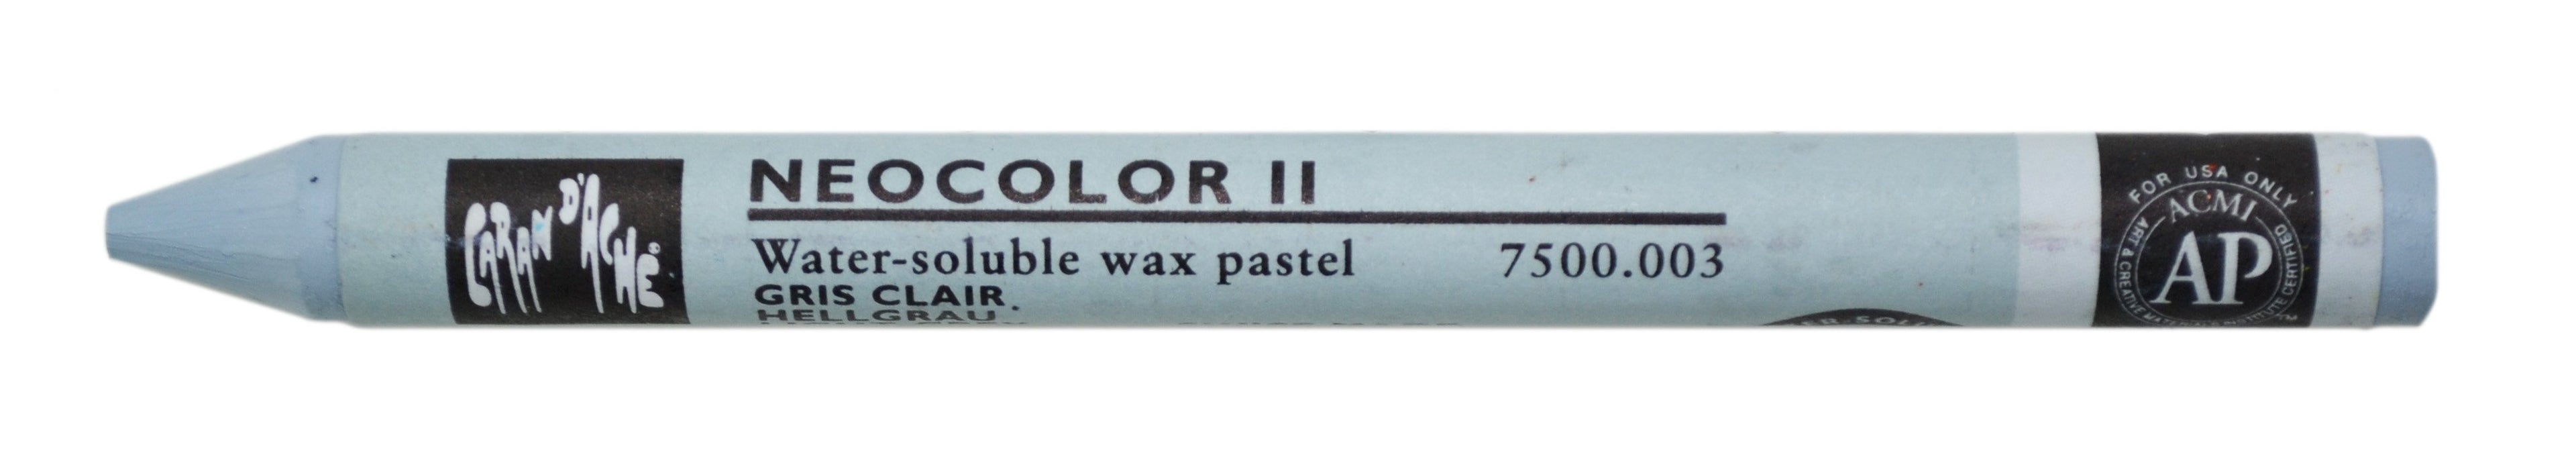 CARAN D'ACHE
NEOCOLOR II
Water-soluble wax pastel 7500.003
GRIS CLAIR.
HELLGRAU
FOR USA ONLY
ACMI
AP
ART & CREATIVE MATERIALS INSTITUTE CERTIFIED